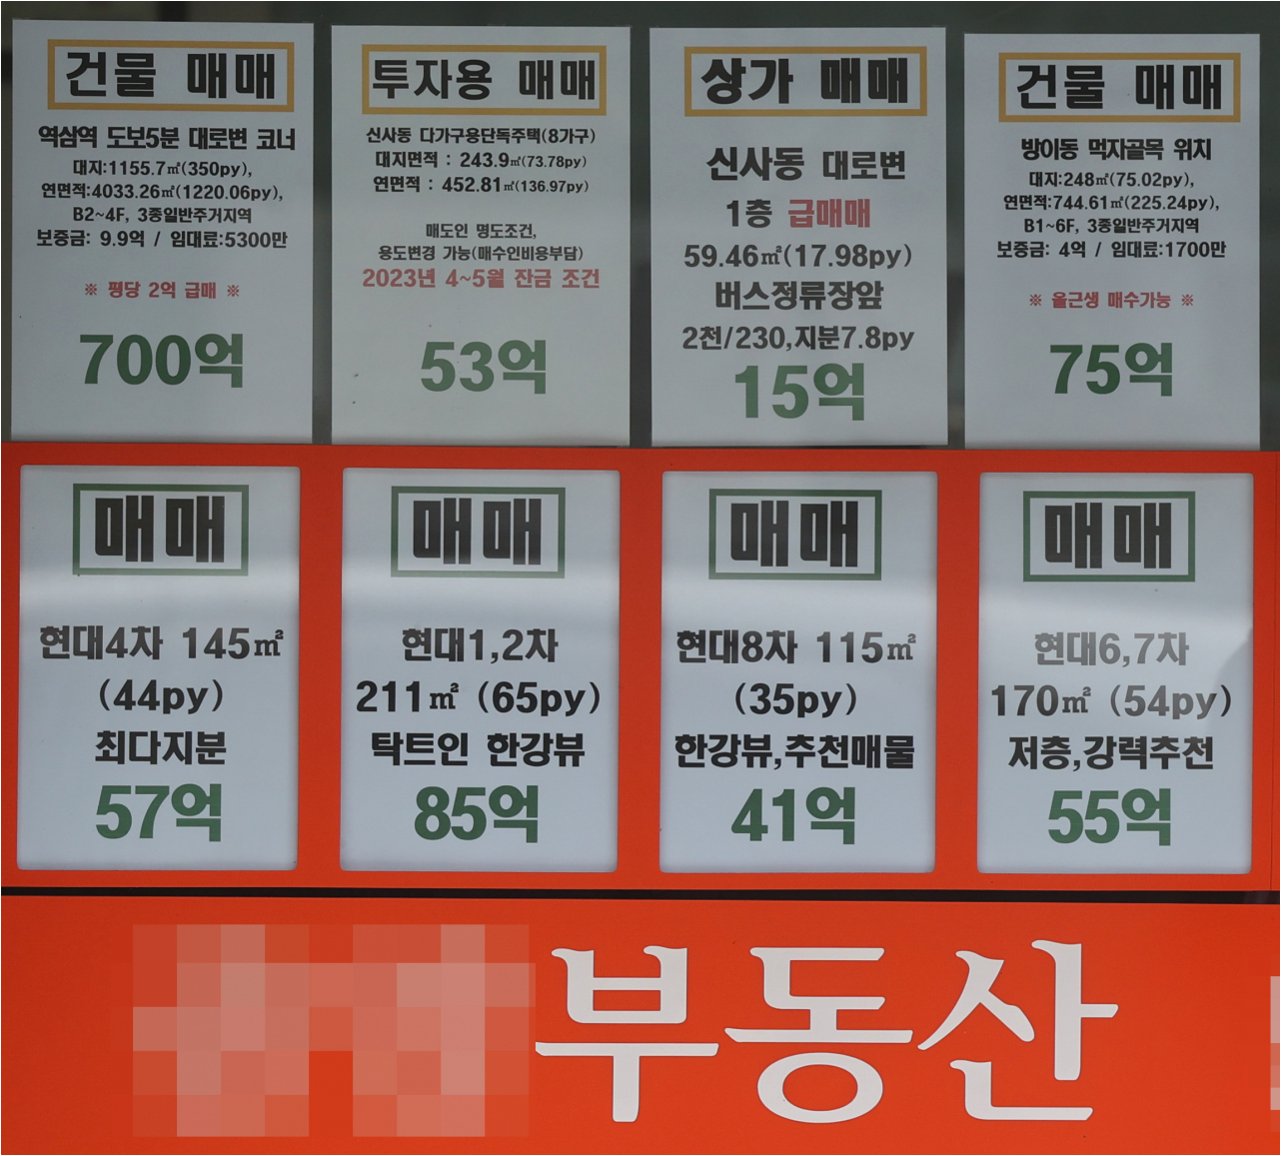 건물 매매
역삼역 도보5분 대로변 코너
대지:1155.7㎡(350py),
연면적:4033.26㎡(1220.06py),
B2~4F, 3종일반주거지역
보증금: 9.9억 / 임대료:5300만
※ 평당 2억 급매 ※
700억
투자용 매매
신사동 다가구용단독주택(8가구)
대지면적 : 243.9㎡(73.78py)
연면적 : 452.81㎡(136.97py)
매도인 명도조건,
용도변경 가능(매수인비용부담)
2023년 4~5월 잔금 조건
53억
상가 매매
신사동 대로변
1층 급매매
59.46㎡(17.98py)
버스정류장앞
2천/230,지분7.8py
15억
건물 매매
방이동 먹자골목 위치
대지:248㎡(75.02py),
연면적:744.61㎡(225.24py),
B1~6F, 3종일반주거지역
보증금: 4억 / 임대료:1700만
※ 올근생 매수가능 ※
75억
매매
현대4차 145㎡
(44py)
최다지분
57억
매매
현대1,2차
211㎡ (65py)
탁트인 한강뷰
85억
매매
현대8차 115㎡
(35py)
한강뷰,추천매물
41억
매매
현대6,7차
170㎡ (54py)
저층,강력추천
55억
부동산